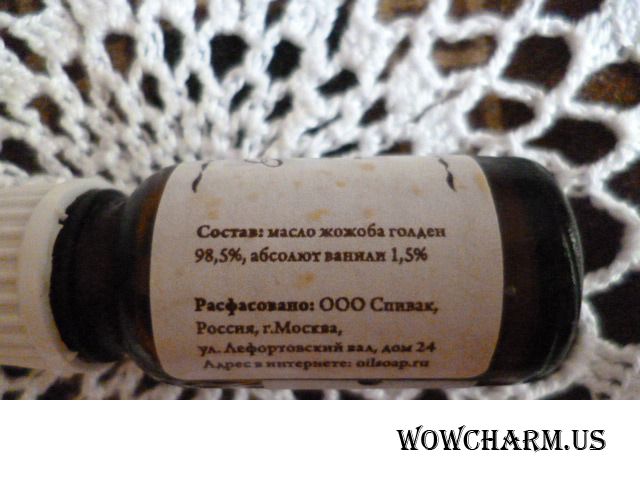 Состав: масло жожоба голден
98,5%, абсолют ванили 1,5%
Расфасовано: ООО Спивак,
Россия, г.Москва,
ул. Лефортовский вал, дом 24
Адрес в интернете: oilsoap.ru
WOWCHARM.US